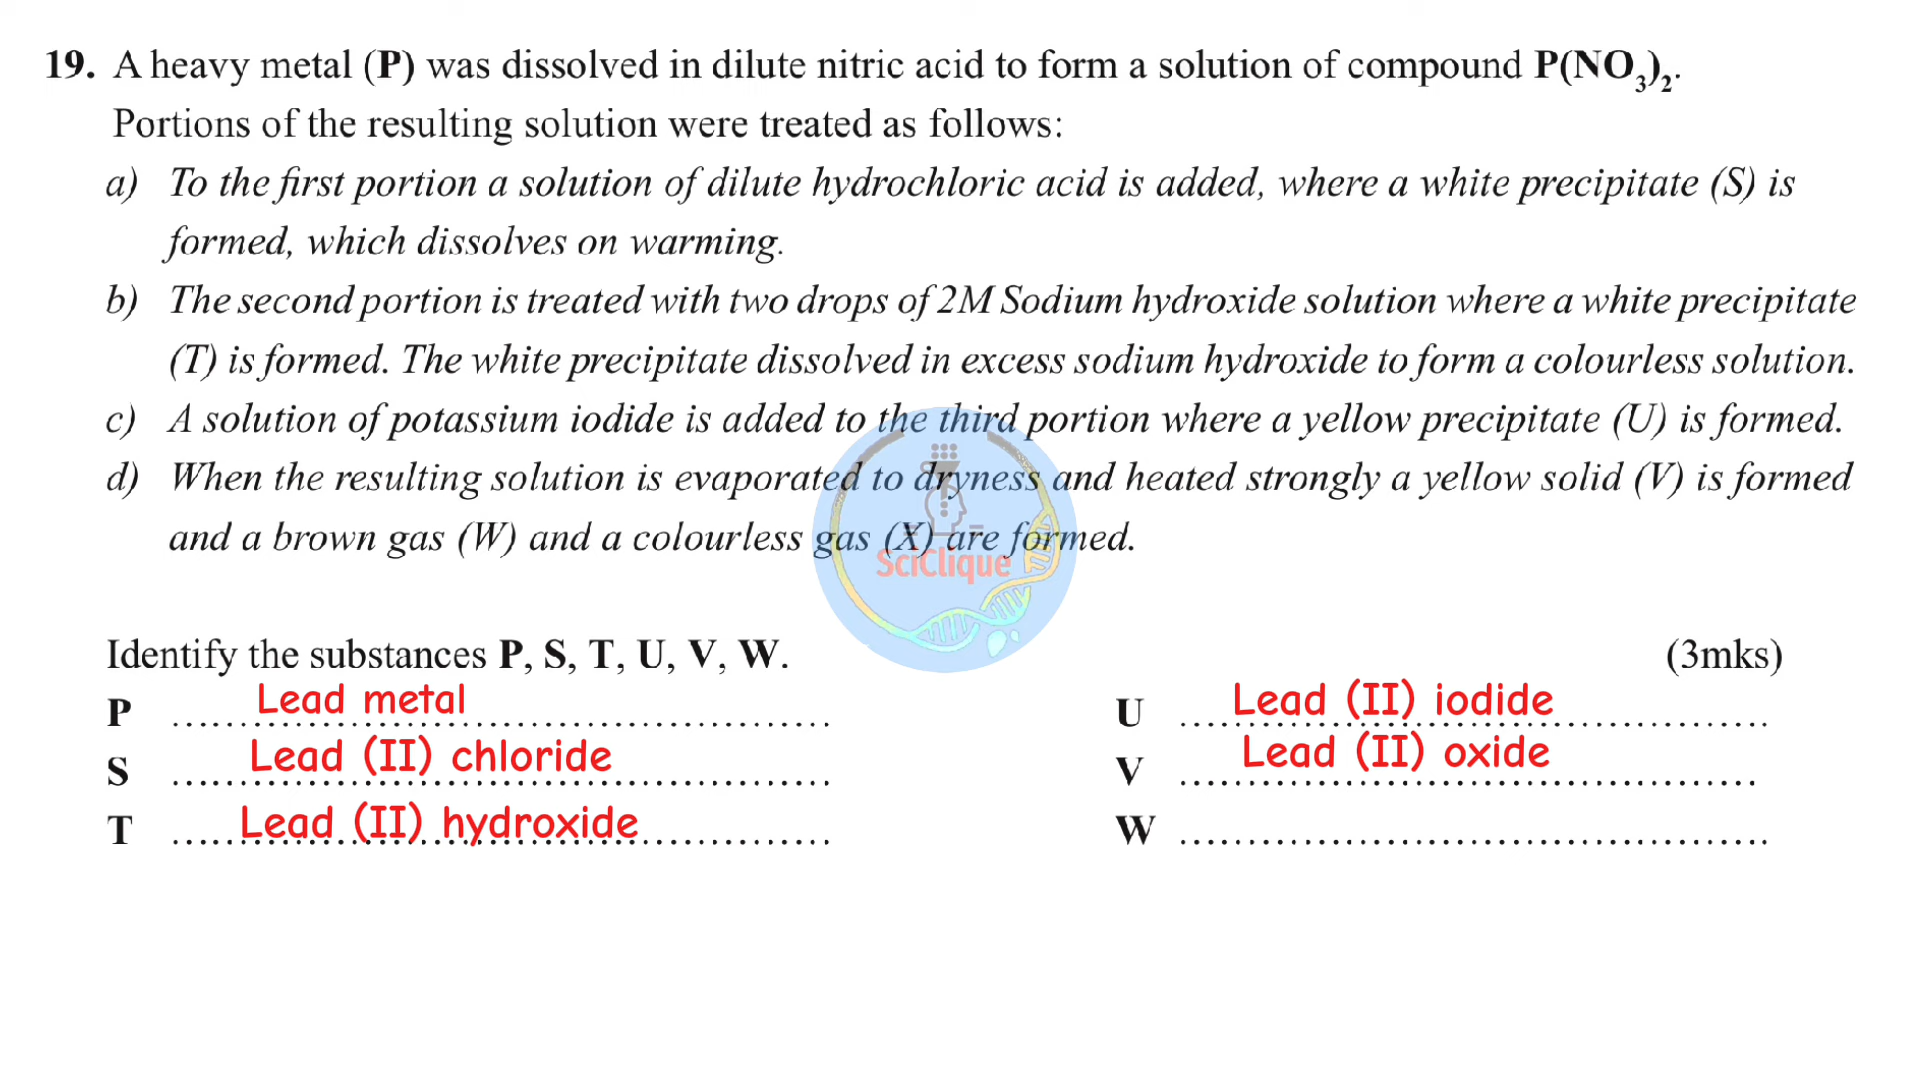 19. A heavy metal (P) was dissolved in dilute nitric acid to form a solution of compound P(NO₃)₂.
Portions of the resulting solution were treated as follows:
a) To the first portion a solution of dilute hydrochloric acid is added, where a white precipitate (S) is
formed, which dissolves on warming.
b) The second portion is treated with two drops of 2M Sodium hydroxide solution where a white precipitate
(T) is formed. The white precipitate dissolved in excess sodium hydroxide to form a colourless solution.
c) A solution of potassium iodide is added to the third portion where a yellow precipitate (U) is formed.
d) When the resulting solution is evaporated to dryness and heated strongly a yellow solid (V) is formed
and a brown gas (W) and a colourless gas (X) are formed.
SciClique
Identify the substances P, S, T, U, V, W. (3mks)
P Lead metal
S Lead (II) chloride
T Lead (II) hydroxide
U Lead (II) iodide
V Lead (II) oxide
W